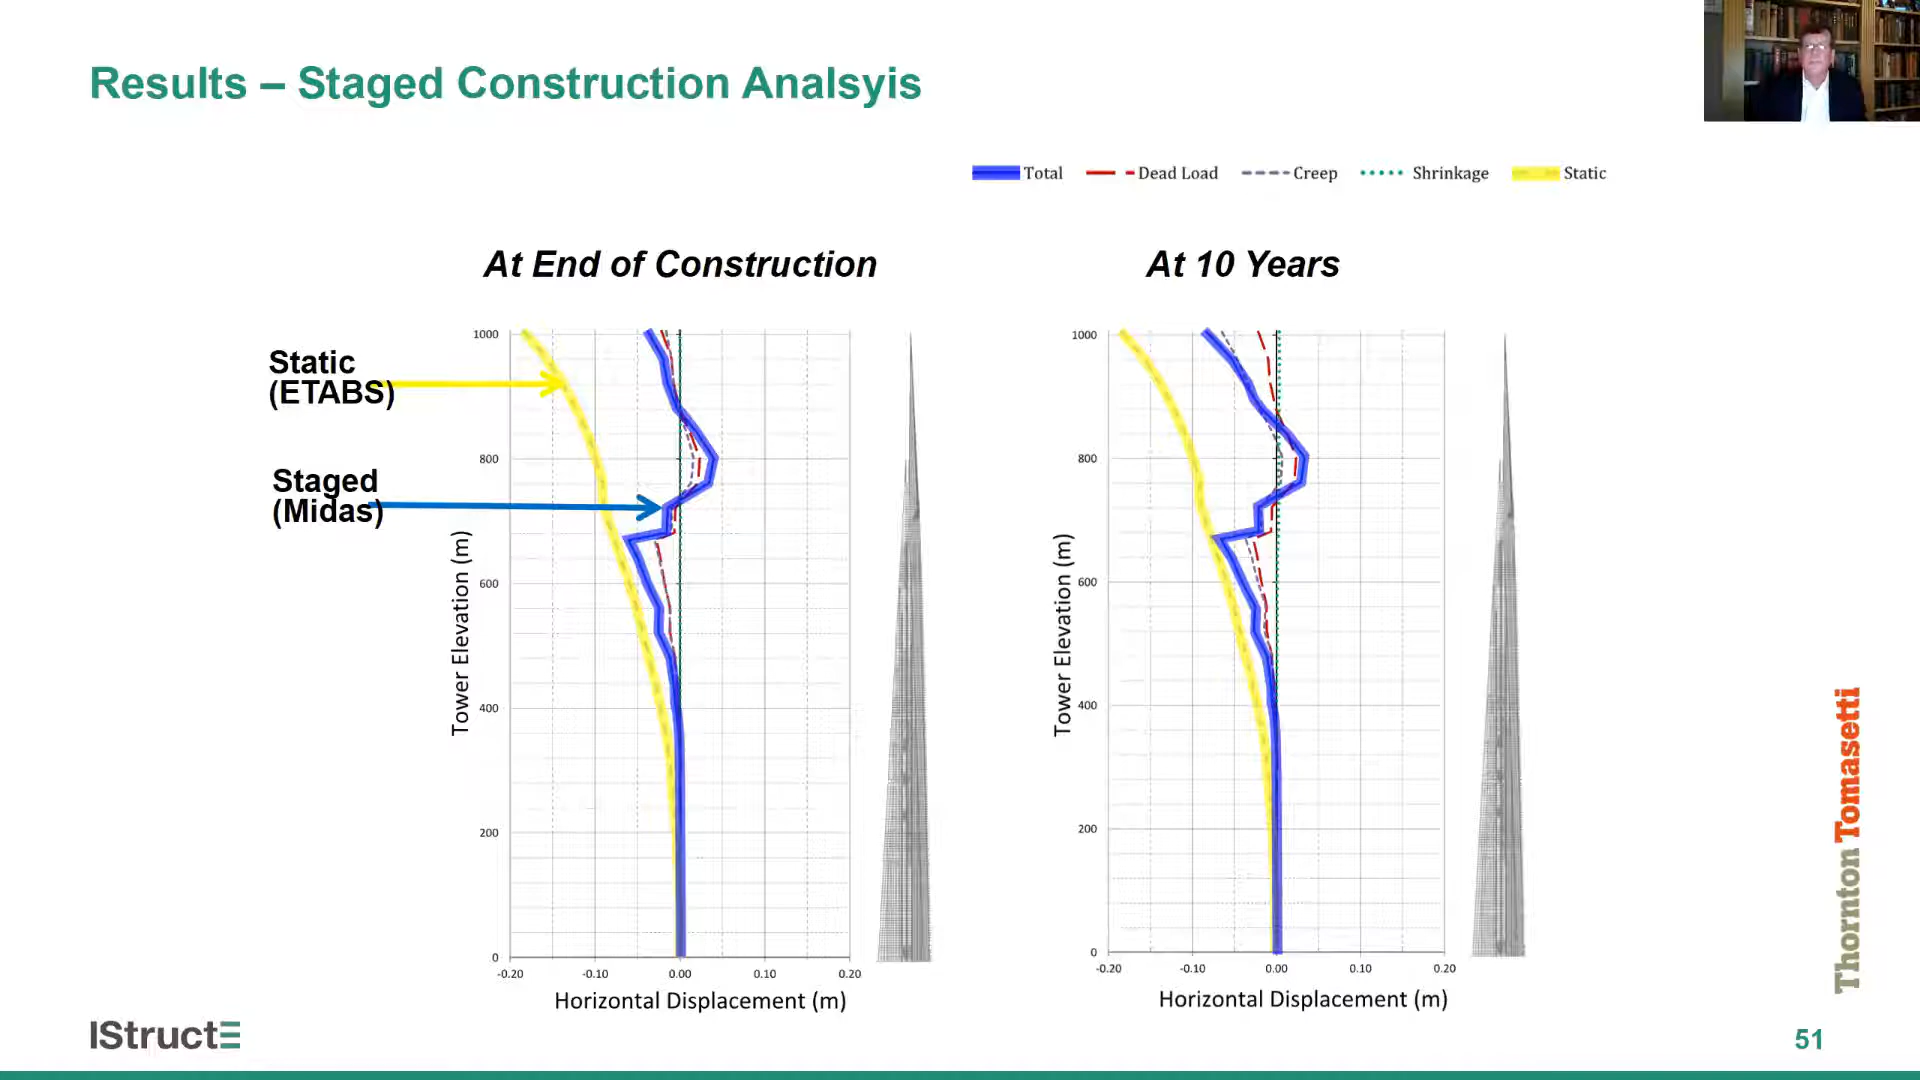 Results – Staged Construction Analsyis
Total Dead Load Creep Shrinkage Static
At End of Construction
At 10 Years
Static
(ETABS)
Staged
(Midas)
Tower Elevation (m)
1000
800
600
400
200
0
-0.20 -0.10 0.00 0.10 0.20
Horizontal Displacement (m)
Tower Elevation (m)
1000
800
600
400
200
0
-0.20 -0.10 0.00 0.10 0.20
Horizontal Displacement (m)
Thornton Tomasetti
IStructE
51